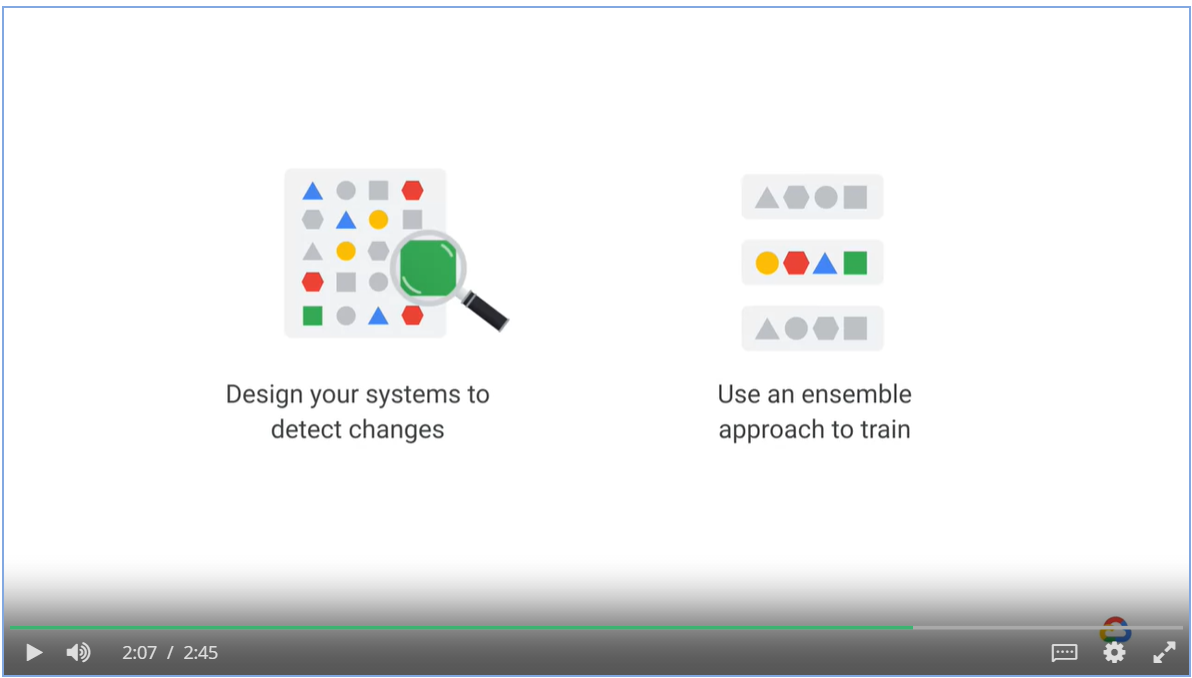 Design your systems to
detect changes
Use an ensemble
approach to train
2:07 / 2:45